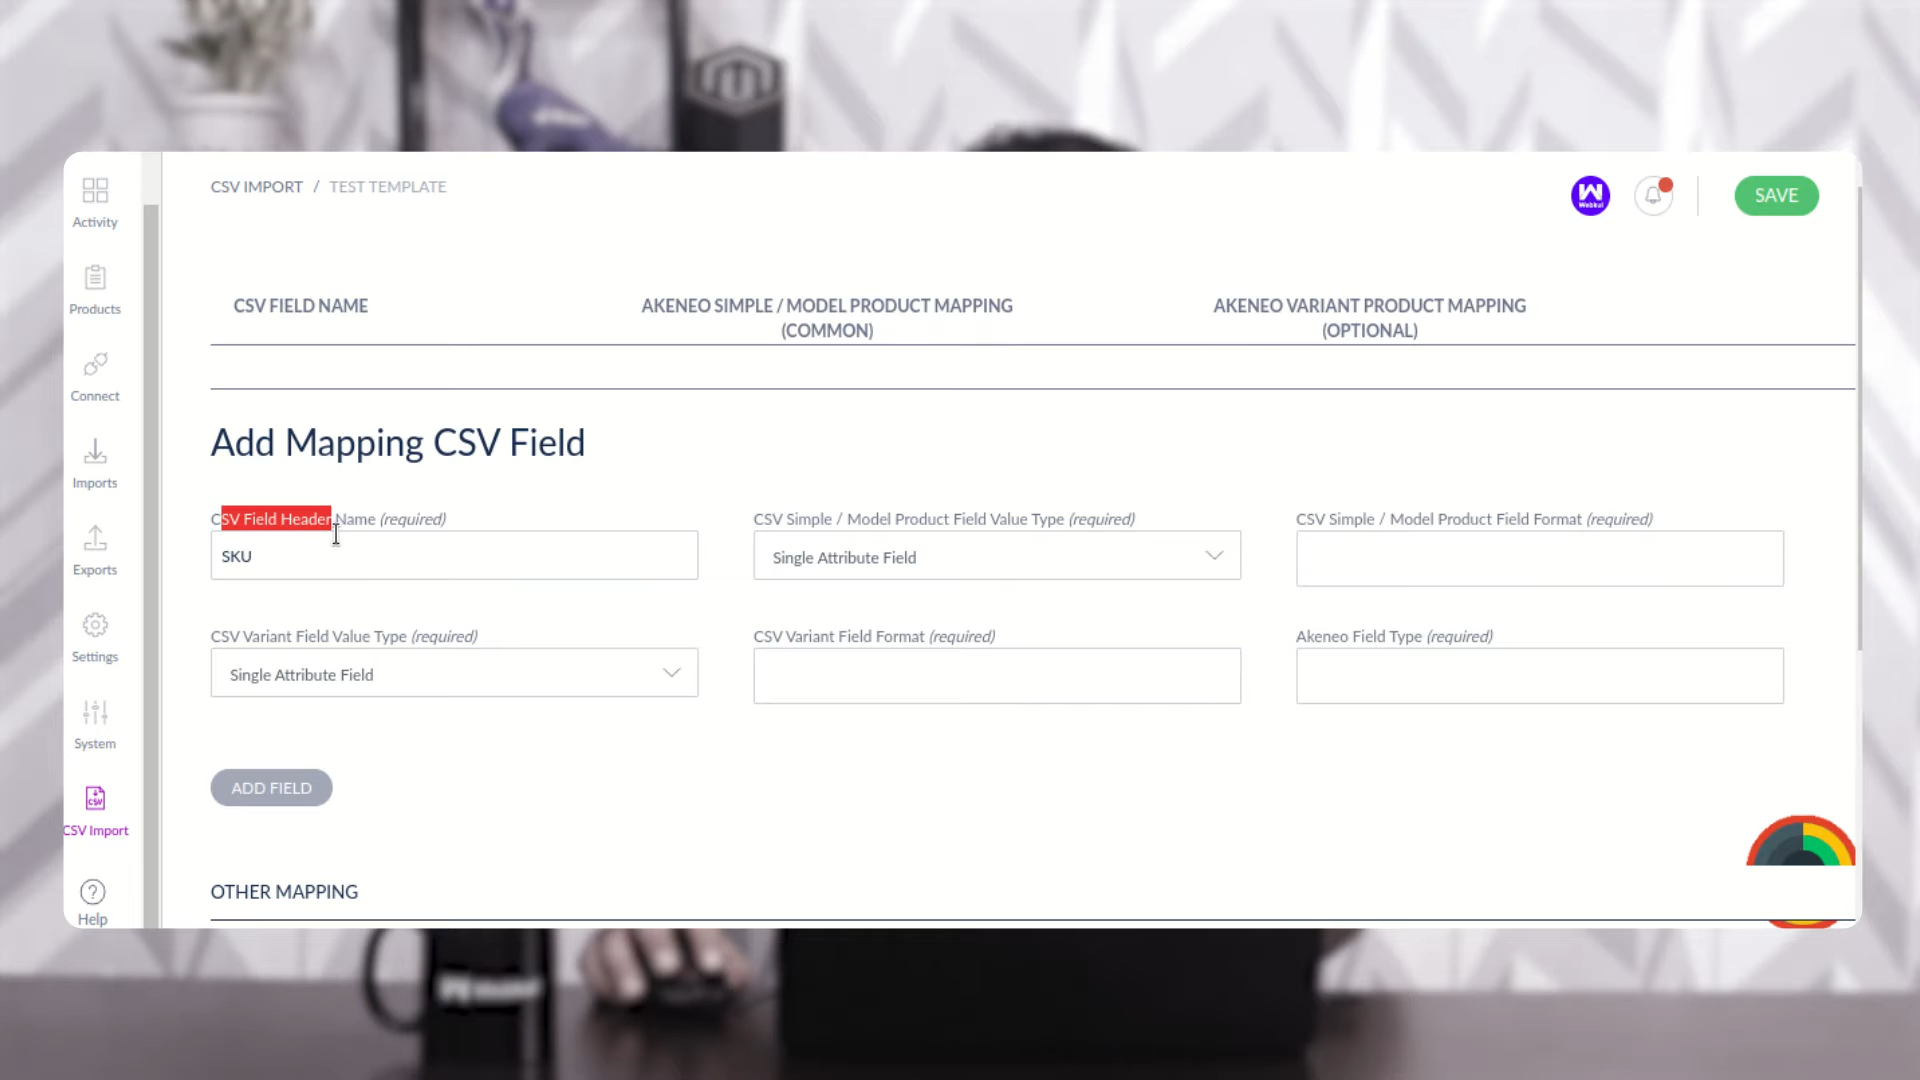 CSV IMPORT / TEST TEMPLATE
Webkul
SAVE
Activity
Products
Connect
Imports
Exports
Settings
System
CSV
CSV Import
Help
CSV FIELD NAME
AKENEO SIMPLE / MODEL PRODUCT MAPPING
(COMMON)
AKENEO VARIANT PRODUCT MAPPING
(OPTIONAL)
Add Mapping CSV Field
CSV Field Header Name (required)
SKU
CSV Simple / Model Product Field Value Type (required)
Single Attribute Field
CSV Simple / Model Product Field Format (required)
CSV Variant Field Value Type (required)
Single Attribute Field
CSV Variant Field Format (required)
Akeneo Field Type (required)
ADD FIELD
OTHER MAPPING